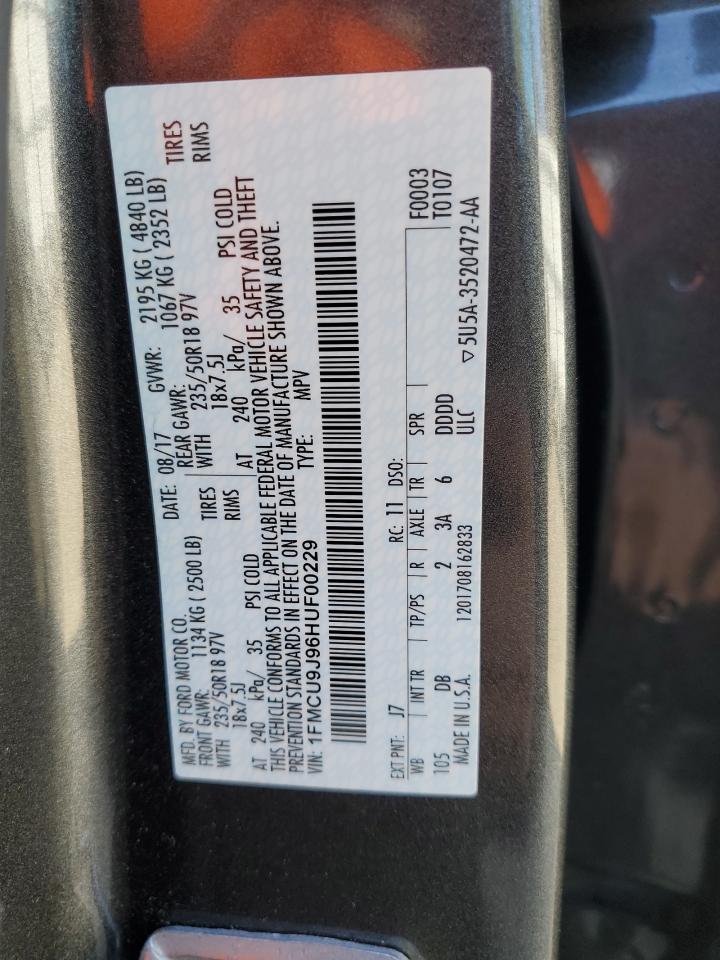 MFD. BY FORD MOTOR CO.
DATE: 08/17 GVWR: 2195 KG ( 4840 LB)
FRONT GAWR: 1134 KG ( 2500 LB) REAR GAWR: 1067 KG ( 2352 LB)
WITH 235/50R18 97V TIRES WITH 235/50R18 97V TIRES
18x7.5J RIMS 18x7.5J RIMS
AT 240 kPa/ 35 PSI COLD AT 240 kPa/ 35 PSI COLD
THIS VEHICLE CONFORMS TO ALL APPLICABLE FEDERAL MOTOR VEHICLE SAFETY AND THEFT
PREVENTION STANDARDS IN EFFECT ON THE DATE OF MANUFACTURE SHOWN ABOVE.
VIN: 1FMCU9J96HUF00229 TYPE: MPV
EXT PNT: J7 RC: 11 DSO: F0003
WB INT TR TP/PS R AXLE TR SPR T0107
105 DB 2 3A 6 DDDD
MADE IN U.S.A. 1201708162833 ULC ▽5U5A-3520472-AA